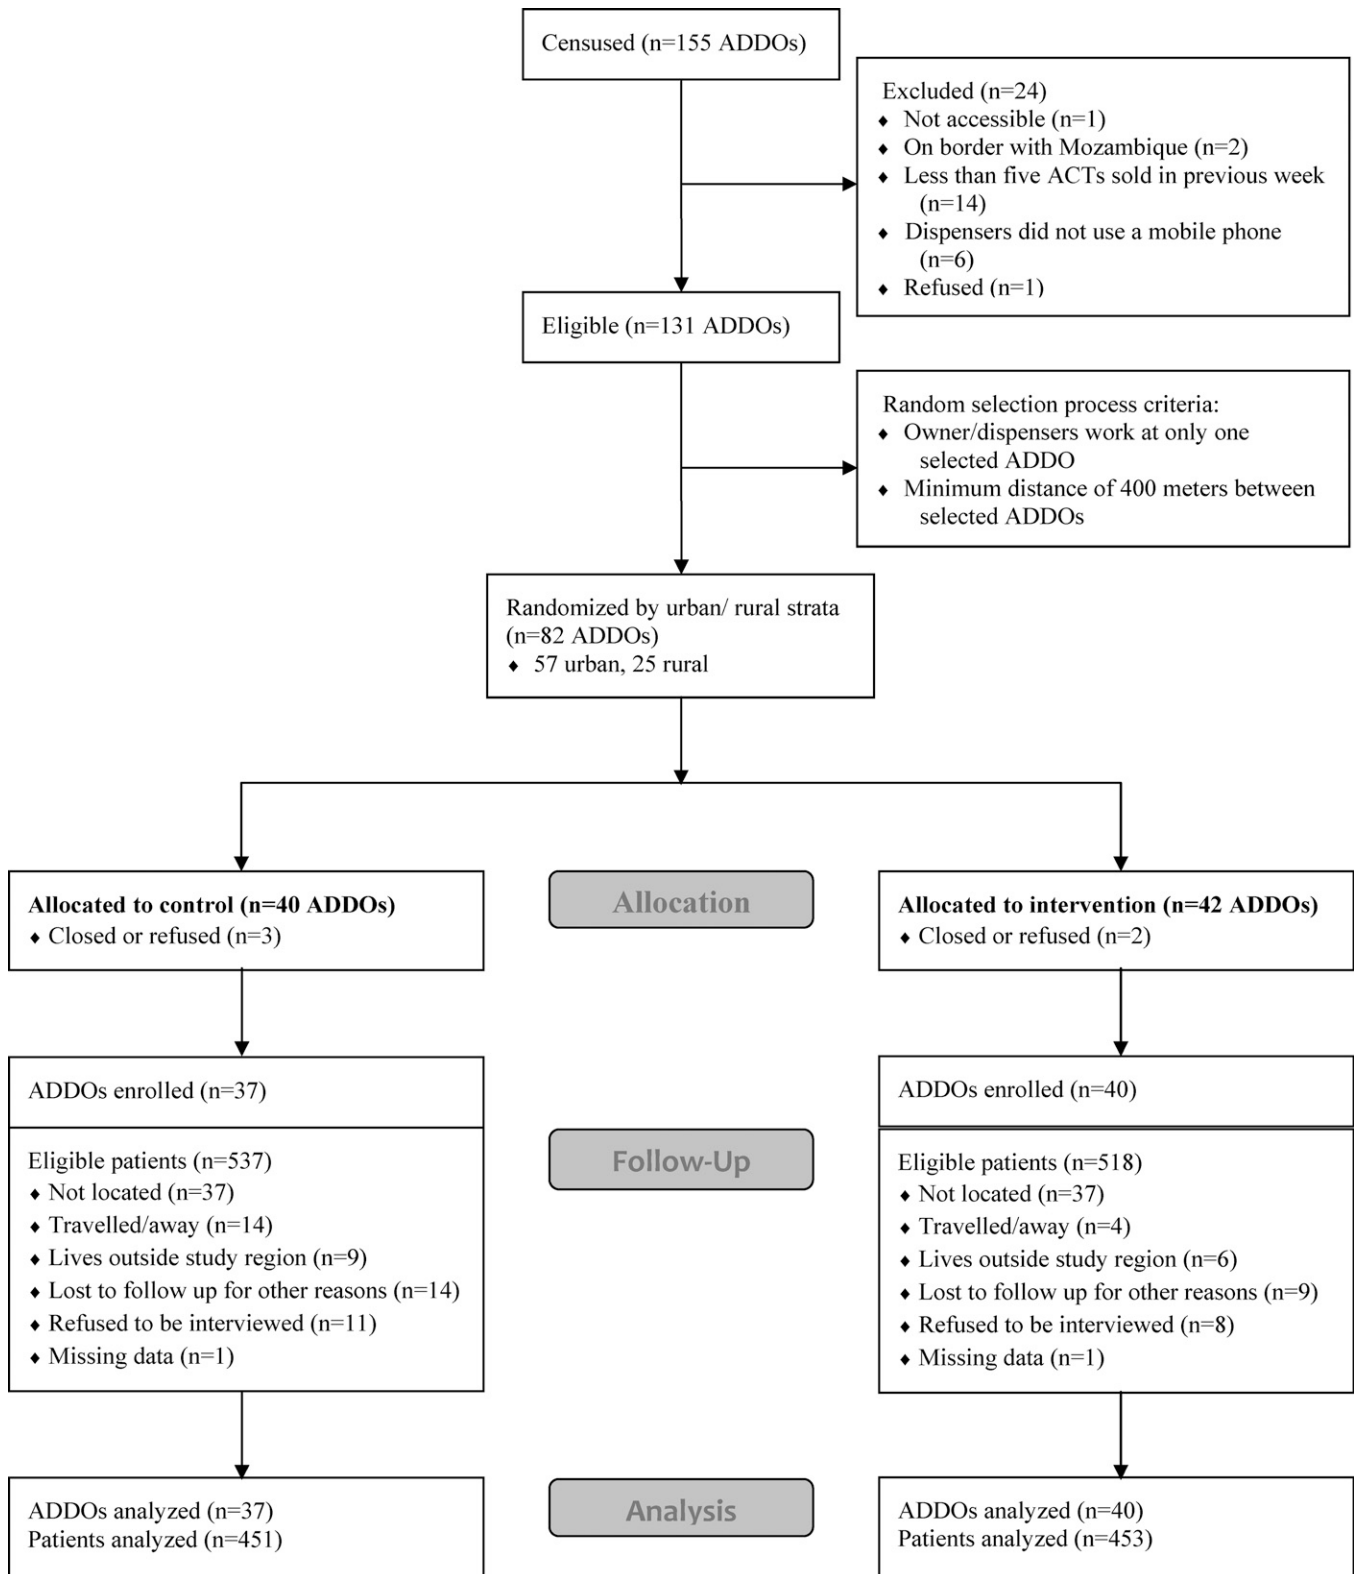 Censused (n=155 ADDOs)
Excluded (n=24)
♦ Not accessible (n=1)
♦ On border with Mozambique (n=2)
♦ Less than five ACTs sold in previous week
(n=14)
♦ Dispensers did not use a mobile phone
(n=6)
♦ Refused (n=1)
Eligible (n=131 ADDOs)
Random selection process criteria:
♦ Owner/dispensers work at only one
selected ADDO
♦ Minimum distance of 400 meters between
selected ADDOs
Randomized by urban/ rural strata
(n=82 ADDOs)
♦ 57 urban, 25 rural
Allocated to control (n=40 ADDOs)
♦ Closed or refused (n=3)
Allocation
Allocated to intervention (n=42 ADDOs)
♦ Closed or refused (n=2)
ADDOs enrolled (n=37)
Eligible patients (n=537)
♦ Not located (n=37)
♦ Travelled/away (n=14)
♦ Lives outside study region (n=9)
♦ Lost to follow up for other reasons (n=14)
♦ Refused to be interviewed (n=11)
♦ Missing data (n=1)
Follow-Up
ADDOs enrolled (n=40)
Eligible patients (n=518)
♦ Not located (n=37)
♦ Travelled/away (n=4)
♦ Lives outside study region (n=6)
♦ Lost to follow up for other reasons (n=9)
♦ Refused to be interviewed (n=8)
♦ Missing data (n=1)
ADDOs analyzed (n=37)
Patients analyzed (n=451)
Analysis
ADDOs analyzed (n=40)
Patients analyzed (n=453)